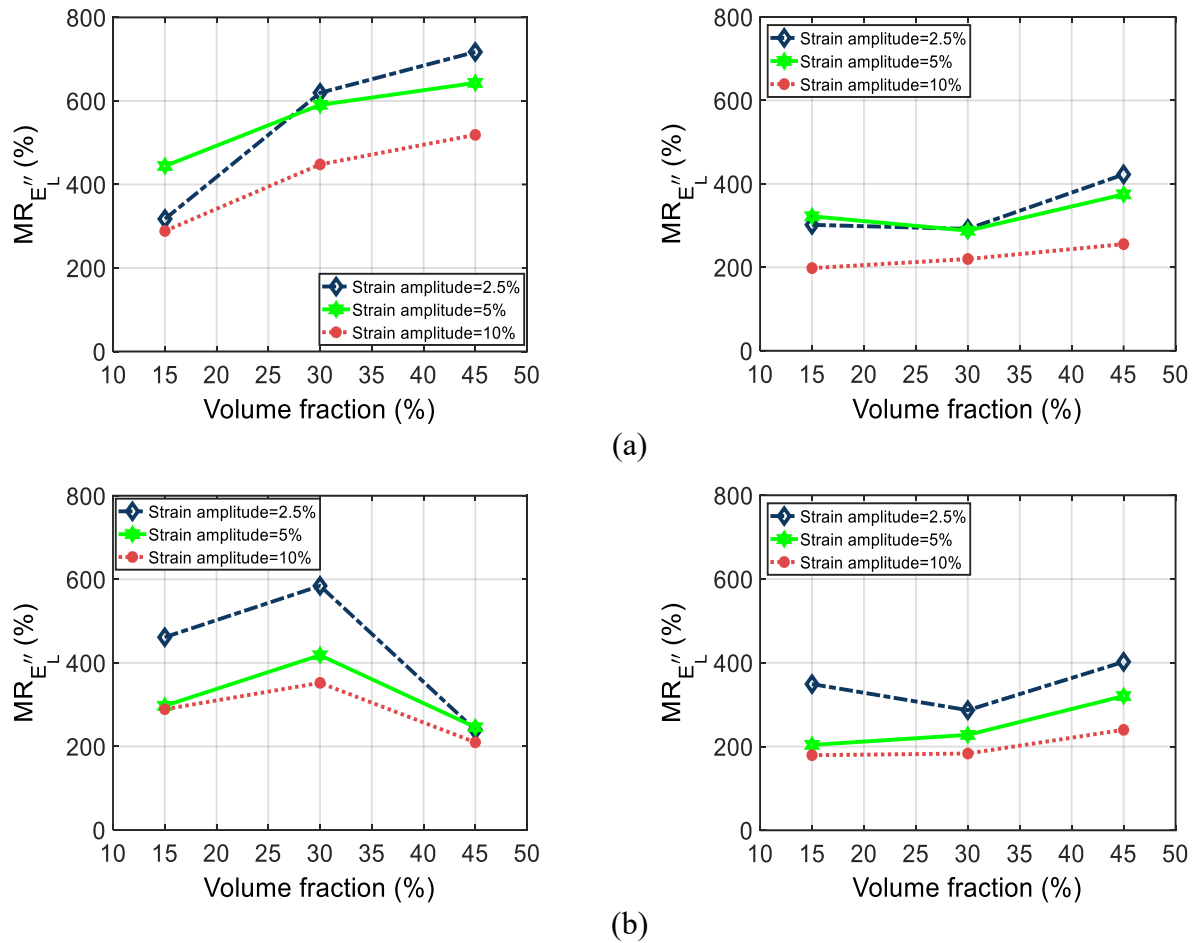 800
600
400
200
0
10 15 20 25 30 35 40 45 50
MR_E″_L (%)
Volume fraction (%)
Strain amplitude=2.5%
Strain amplitude=5%
Strain amplitude=10%
800
600
400
200
0
10 15 20 25 30 35 40 45 50
MR_E″_L (%)
Volume fraction (%)
Strain amplitude=2.5%
Strain amplitude=5%
Strain amplitude=10%
(a)
800
600
400
200
0
10 15 20 25 30 35 40 45 50
MR_E″_L (%)
Volume fraction (%)
Strain amplitude=2.5%
Strain amplitude=5%
Strain amplitude=10%
800
600
400
200
0
10 15 20 25 30 35 40 45 50
MR_E″_L (%)
Volume fraction (%)
Strain amplitude=2.5%
Strain amplitude=5%
Strain amplitude=10%
(b)